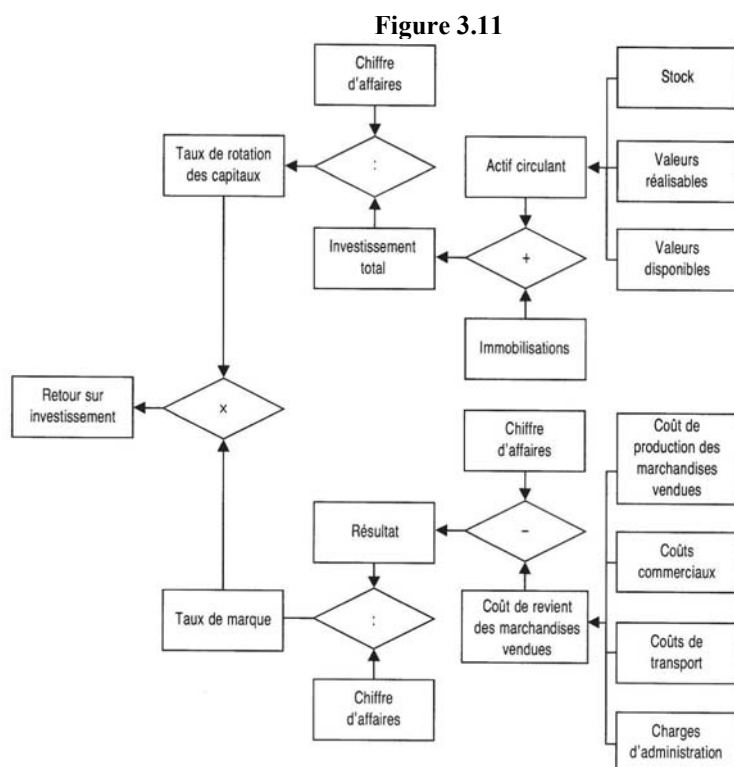 Figure 3.11
Chiffre
d'affaires
Stock
Taux de rotation
des capitaux
:
Actif circulant
Valeurs
réalisables
Investissement
total
+
Valeurs
disponibles
Immobilisations
Retour sur
investissement
x
Chiffre
d'affaires
Coût de
production des
marchandises
vendues
Résultat
–
Coûts
commerciaux
Taux de marque
:
Coût de revient
des marchandises
vendues
Coûts de
transport
Chiffre
d'affaires
Charges
d'administration